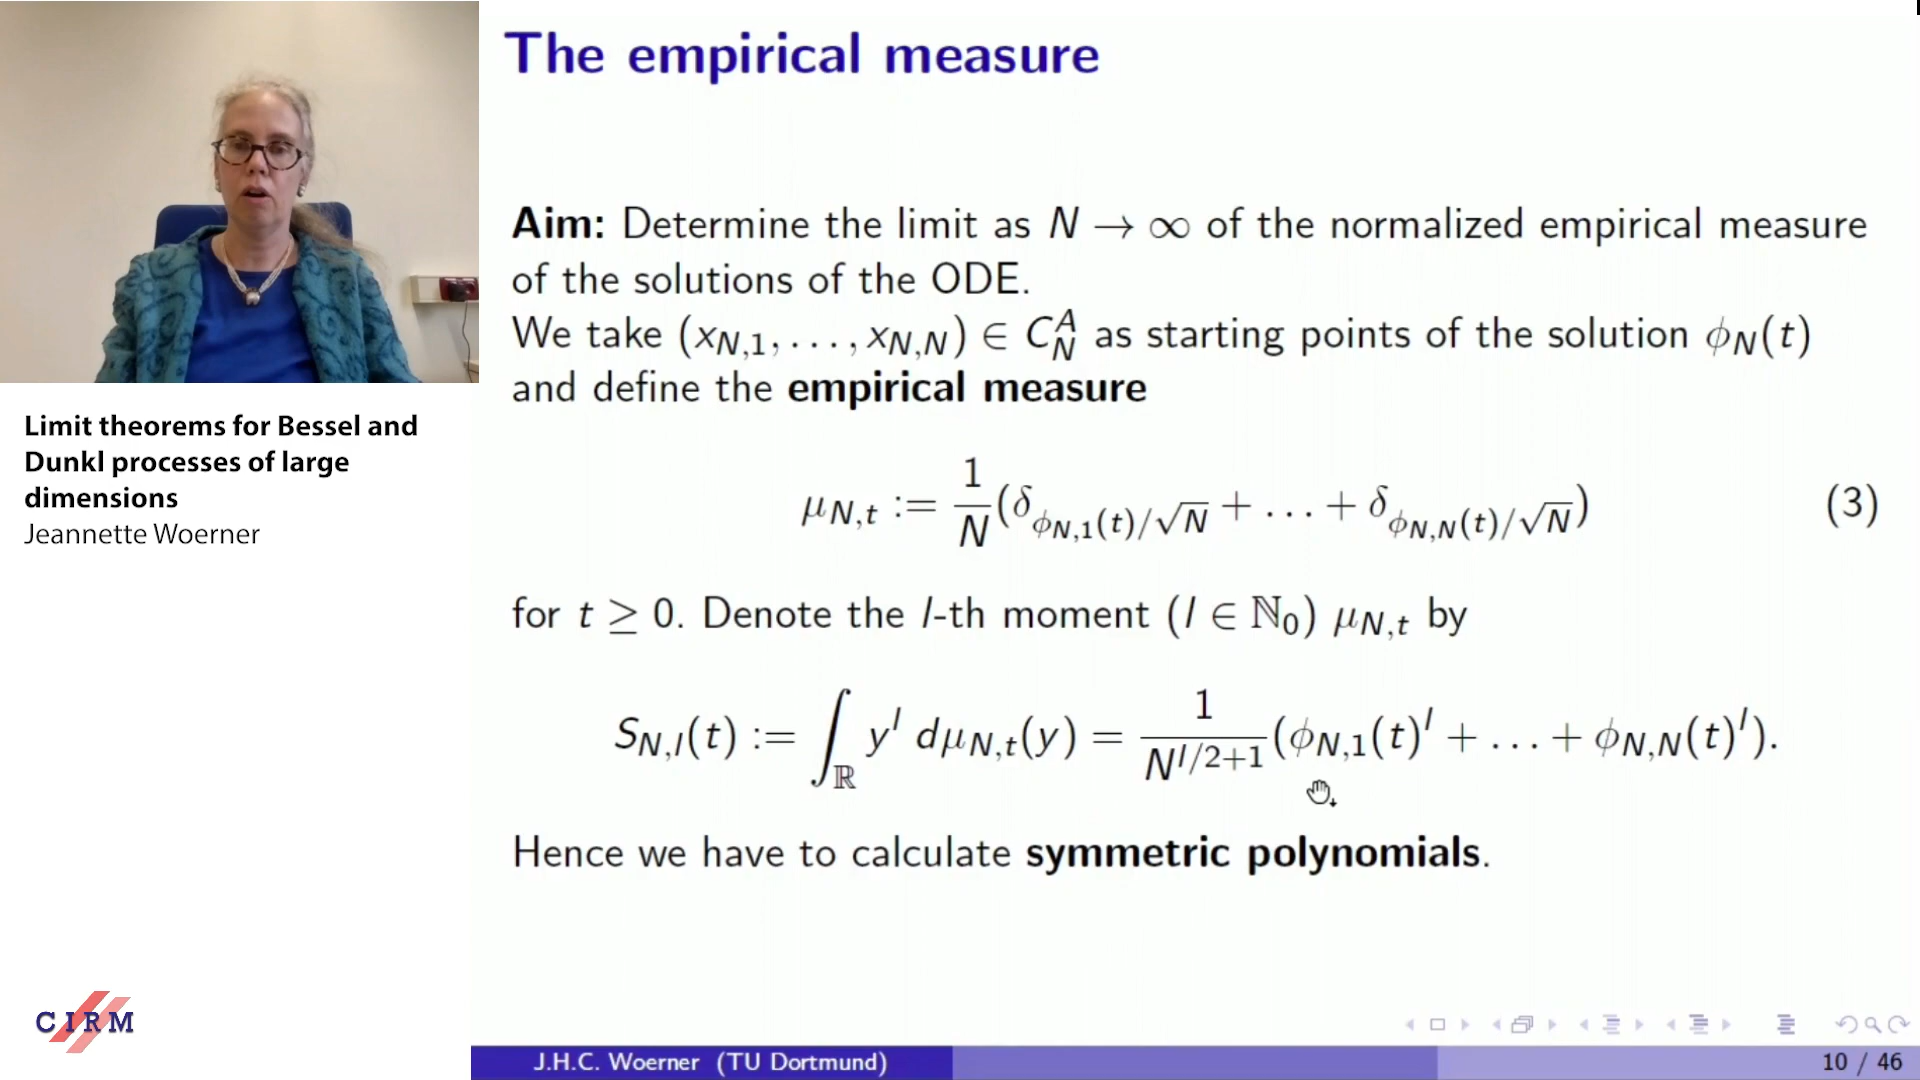 The empirical measure
Aim: Determine the limit as N → ∞ of the normalized empirical measure
of the solutions of the ODE.
We take (x_{N,1}, . . . , x_{N,N}) ∈ C_N^A as starting points of the solution ϕ_N(t)
and define the empirical measure
μ_{N,t} := 1/N (δ_{ϕ_{N,1}(t)/√N} + . . . + δ_{ϕ_{N,N}(t)/√N}) (3)
for t ≥ 0. Denote the l-th moment (l ∈ ℕ_0) μ_{N,t} by
S_{N,l}(t) := ∫_ℝ y^l dμ_{N,t}(y) = 1/N^{l/2+1} (ϕ_{N,1}(t)^l + . . . + ϕ_{N,N}(t)^l).
Hence we have to calculate symmetric polynomials.
Limit theorems for Bessel and
Dunkl processes of large
dimensions
Jeannette Woerner
CIRM
J.H.C. Woerner (TU Dortmund)
10 / 46